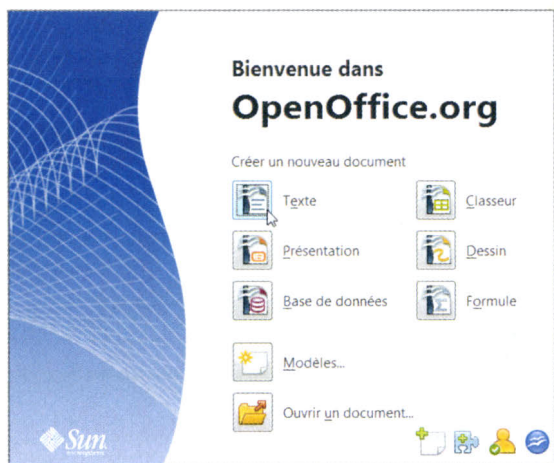 Bienvenue dans
OpenOffice.org
Créer un nouveau document
Texte
Classeur
Présentation
Dessin
Base de données
Formule
Modèles...
Ouvrir un document...
Sun